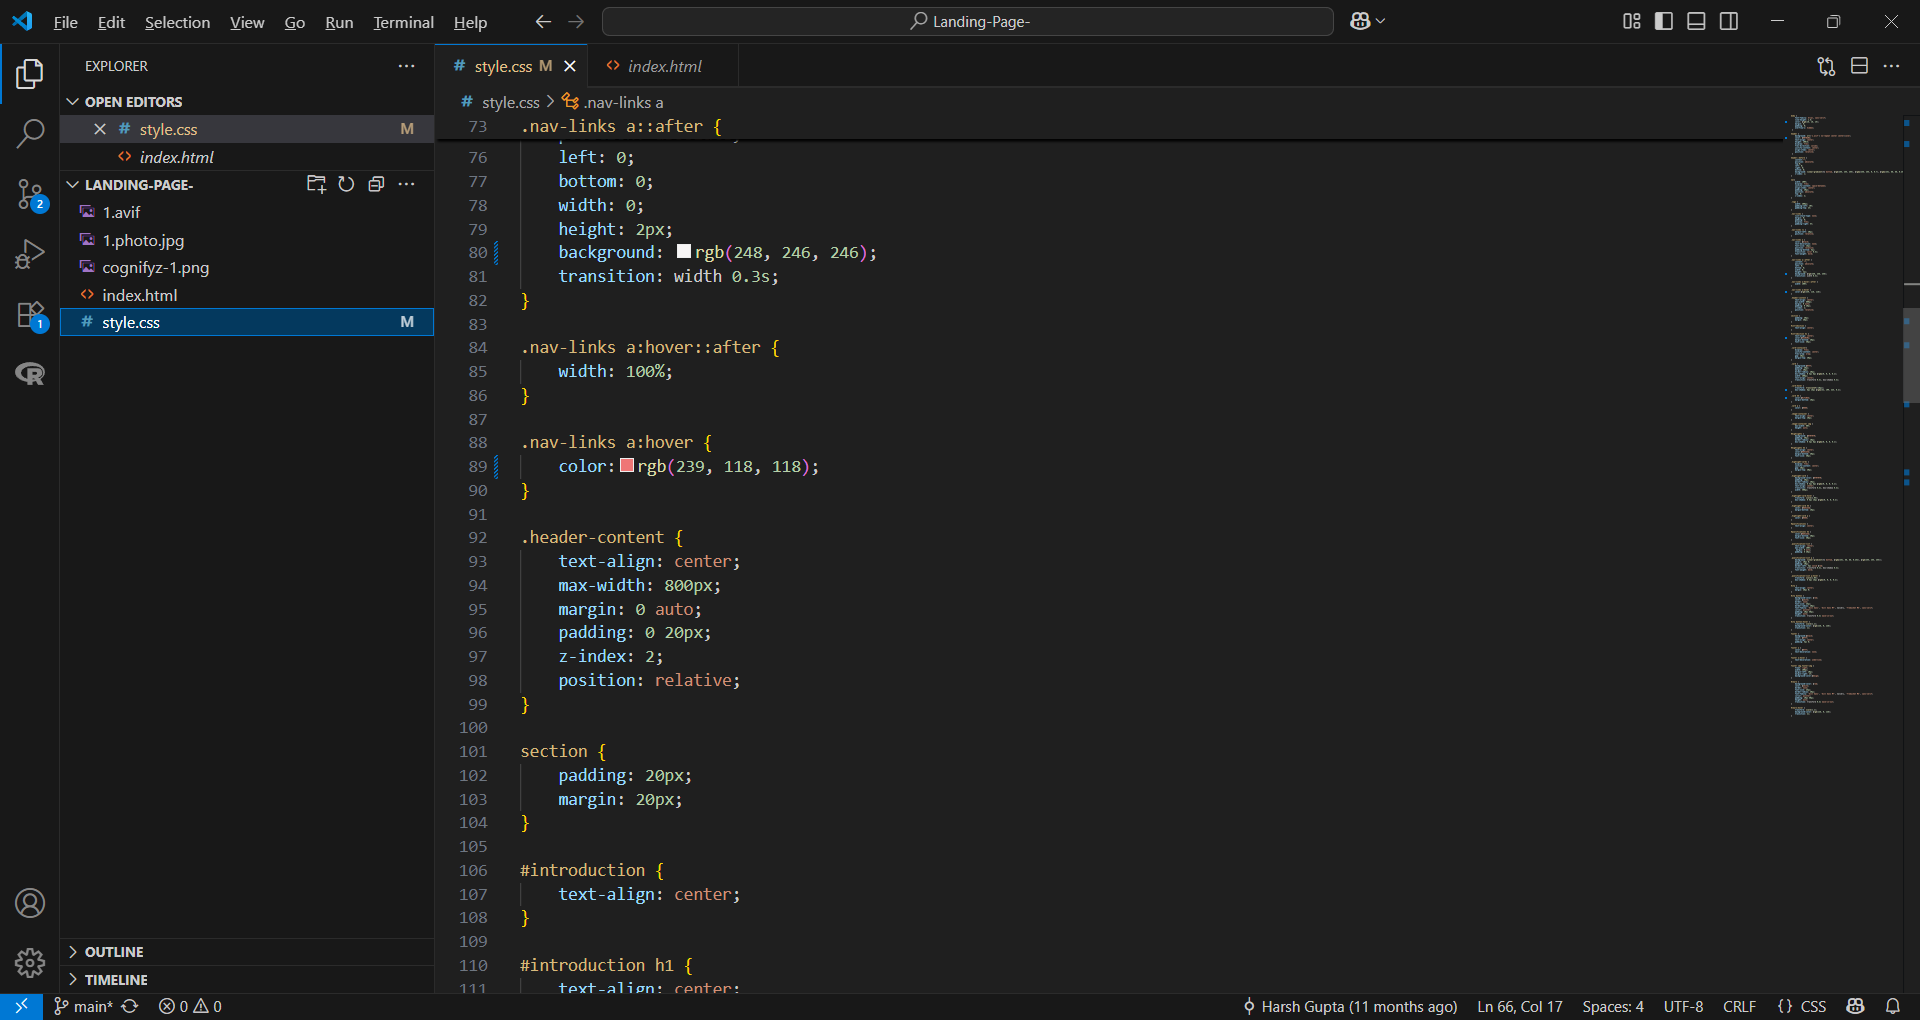 File Edit Selection View Go Run Terminal Help
Landing-Page-
EXPLORER
OPEN EDITORS
style.css M
index.html
LANDING-PAGE-
1.avif
1.photo.jpg
cognifyz-1.png
index.html
style.css M
OUTLINE
TIMELINE
2
1
style.css M
index.html
style.css > .nav-links a
73 .nav-links a::after {
76 left: 0;
77 bottom: 0;
78 width: 0;
79 height: 2px;
80 background: rgb(248, 246, 246);
81 transition: width 0.3s;
82 }
83
84 .nav-links a:hover::after {
85 width: 100%;
86 }
87
88 .nav-links a:hover {
89 color: rgb(239, 118, 118);
90 }
91
92 .header-content {
93 text-align: center;
94 max-width: 800px;
95 margin: 0 auto;
96 padding: 0 20px;
97 z-index: 2;
98 position: relative;
99 }
100
101 section {
102 padding: 20px;
103 margin: 20px;
104 }
105
106 #introduction {
107 text-align: center;
108 }
109
110 #introduction h1 {
111 text-align: center;
main* 0 0 Harsh Gupta (11 months ago) Ln 66, Col 17 Spaces: 4 UTF-8 CRLF {} CSS